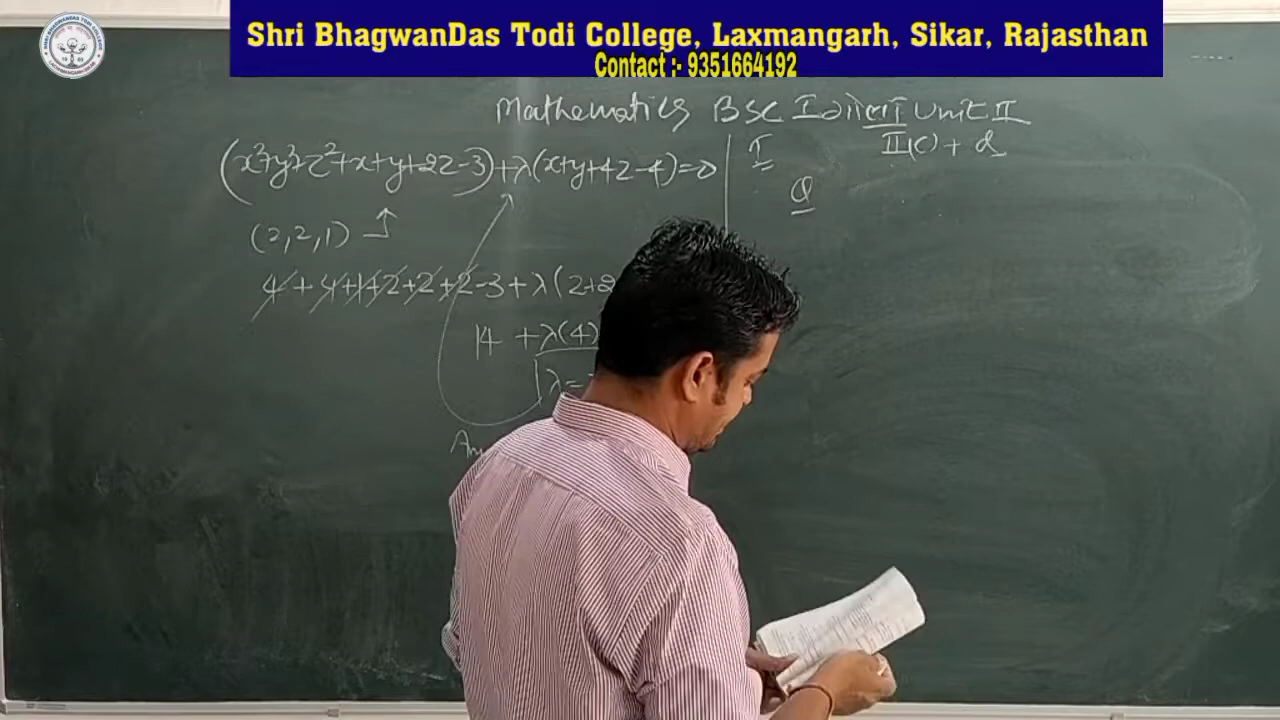 Shri BhagwanDas Todi College, Laxmangarh, Sikar, Rajasthan
Contact :- 9351664192
Mathematics BSC I Unit II
II(C) + d
(x²+y²+z²+x+y+2z-3)+λ(x+y+4z-4)=0
I
Q
(2,2,1)
4+4+1+2+2+2-3+λ(2+2
14 +λ(4)
λ=